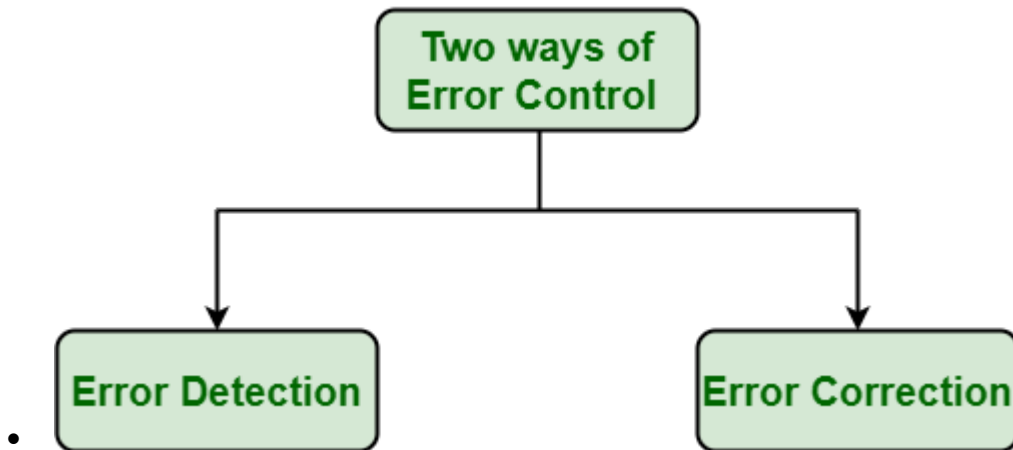 Two ways of
Error Control
Error Detection
Error Correction